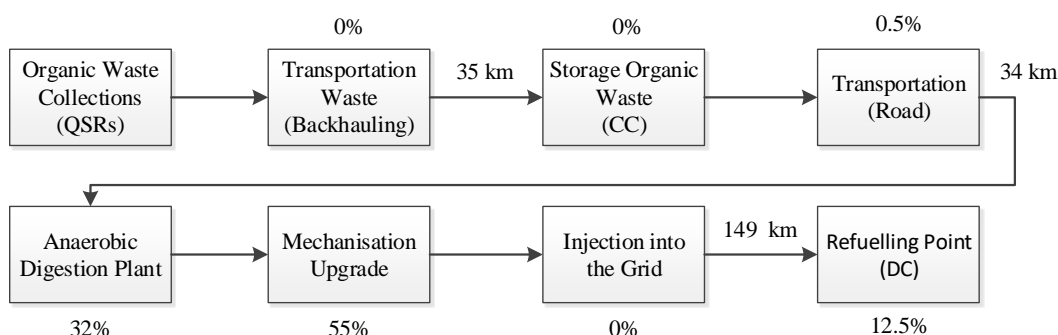 0%
0%
0.5%
Organic Waste
Collections
(QSRs)
Transportation
Waste
(Backhauling)
35 km
Storage Organic
Waste
(CC)
Transportation
(Road)
34 km
Anaerobic
Digestion Plant
Mechanisation
Upgrade
Injection into
the Grid
149 km
Refuelling Point
(DC)
32%
55%
0%
12.5%